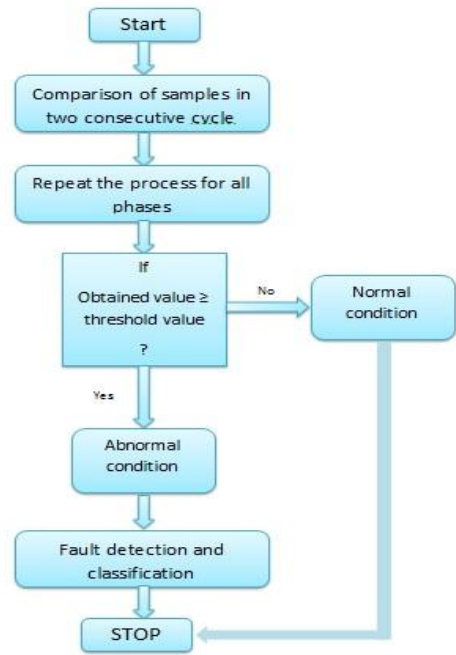 Start
Comparison of samples in
two consecutive cycle.
Repeat the process for all
phases
If
Obtained value ≥
threshold value
?
No
Normal
condition
Yes
Abnormal
condition
Fault detection and
classification
STOP